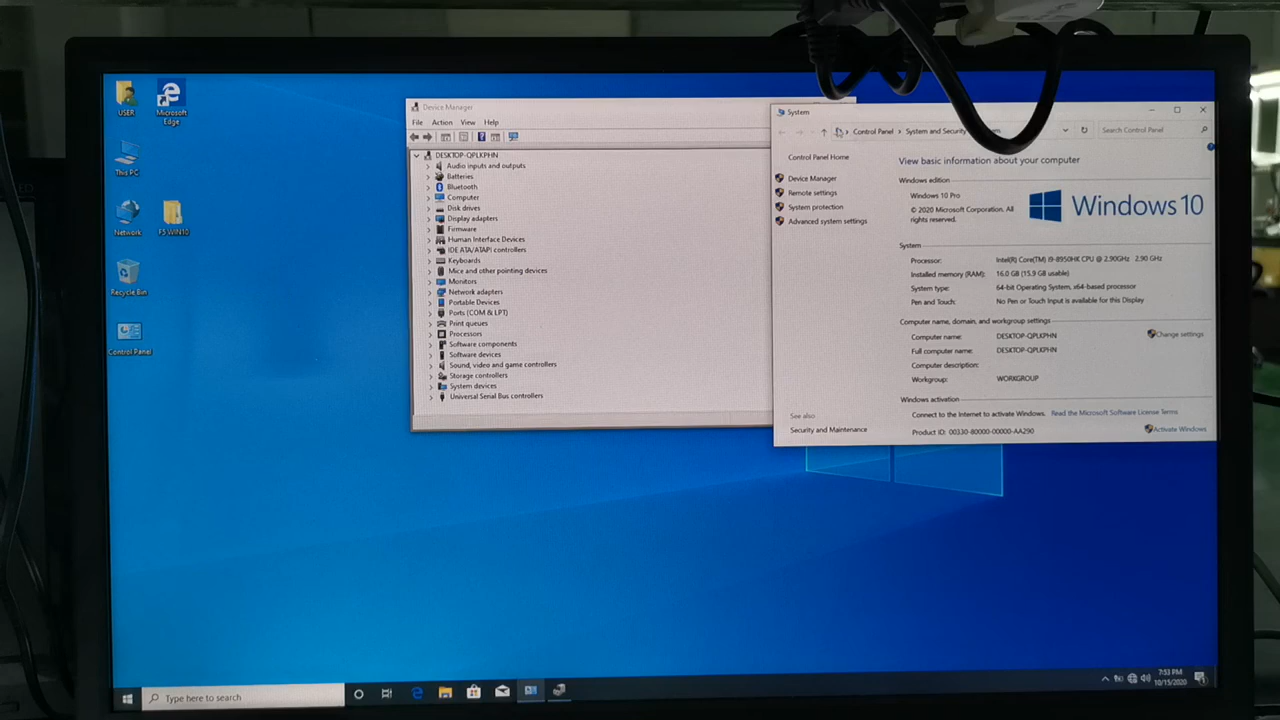 USER
Microsoft
Edge
This PC
Network
F5 WIN10
Recycle Bin
Control Panel
Device Manager
File Action View Help
DESKTOP-QPLKPHN
Audio inputs and outputs
Batteries
Bluetooth
Computer
Disk drives
Display adapters
Firmware
Human Interface Devices
IDE ATA/ATAPI controllers
Keyboards
Mice and other pointing devices
Monitors
Network adapters
Portable Devices
Ports (COM & LPT)
Print queues
Processors
Software components
Software devices
Sound, video and game controllers
Storage controllers
System devices
Universal Serial Bus controllers
System
Control Panel > System and Security
Search Control Panel
Control Panel Home
Device Manager
Remote settings
System protection
Advanced system settings
See also
Security and Maintenance
View basic information about your computer
Windows edition
Windows 10 Pro
© 2020 Microsoft Corporation. All
rights reserved.
Windows 10
System
Processor: Intel(R) Core(TM) i9-8950HK CPU @ 2.90GHz 2.90 GHz
Installed memory (RAM): 16.0 GB (15.9 GB usable)
System type: 64-bit Operating System, x64-based processor
Pen and Touch: No Pen or Touch Input is available for this Display
Computer name, domain, and workgroup settings
Computer name: DESKTOP-QPLKPHN
Change settings
Full computer name: DESKTOP-QPLKPHN
Computer description:
Workgroup: WORKGROUP
Windows activation
Connect to the Internet to activate Windows. Read the Microsoft Software License Terms
Product ID: 00330-80000-00000-AA290
Activate Windows
Type here to search
7:53 PM
10/15/2020